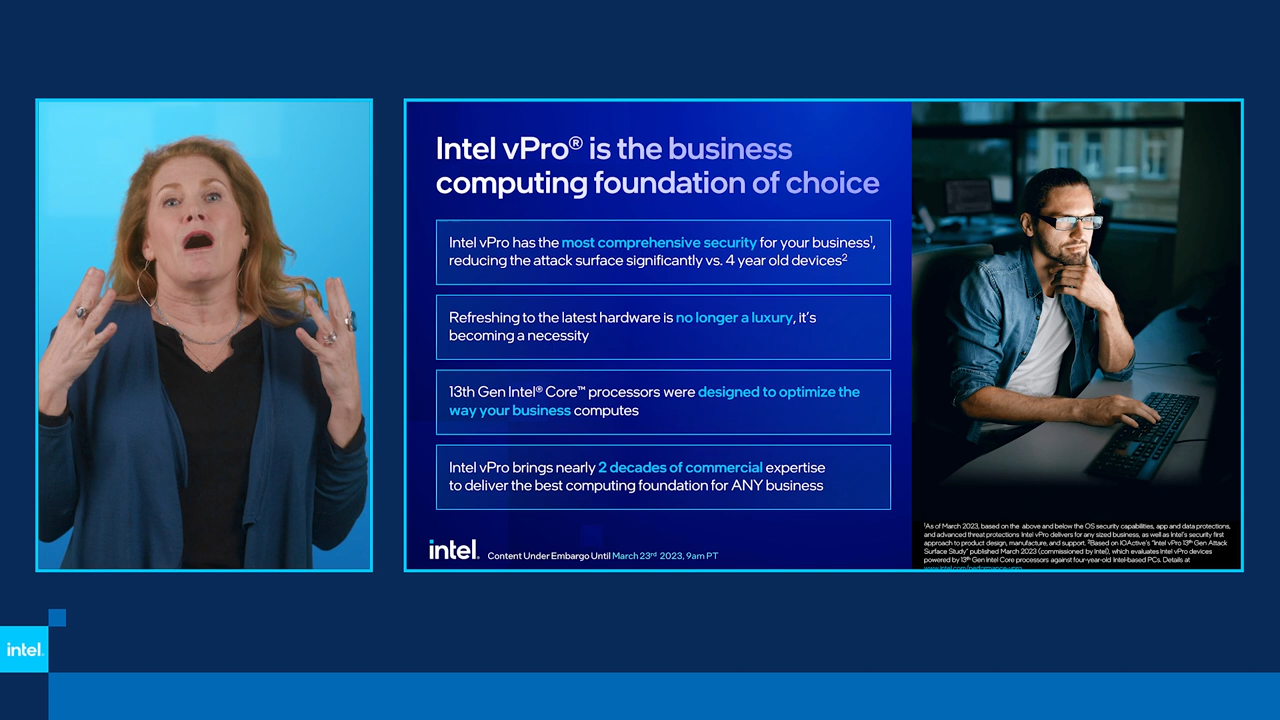 Intel vPro® is the business
computing foundation of choice
Intel vPro has the most comprehensive security for your business¹,
reducing the attack surface significantly vs. 4 year old devices²
Refreshing to the latest hardware is no longer a luxury, it's
becoming a necessity
13th Gen Intel® Core™ processors were designed to optimize the
way your business computes
Intel vPro brings nearly 2 decades of commercial expertise
to deliver the best computing foundation for ANY business
intel. Content Under Embargo Until March 23rd 2023, 9am PT
¹As of March 2023, based on the above and below the OS security capabilities, app and data protections,
and advanced threat protections Intel vPro delivers for any sized business, as well as Intel's security first
approach to product design, manufacture, and support. ²Based on IOActive's "Intel vPro 13th Gen Attack
Surface Study" published March 2023 (commissioned by Intel), which evaluates Intel vPro devices
powered by 13th Gen Intel Core processors against four-year-old Intel-based PCs. Details at
www.intel.com/performance-vpro
intel.